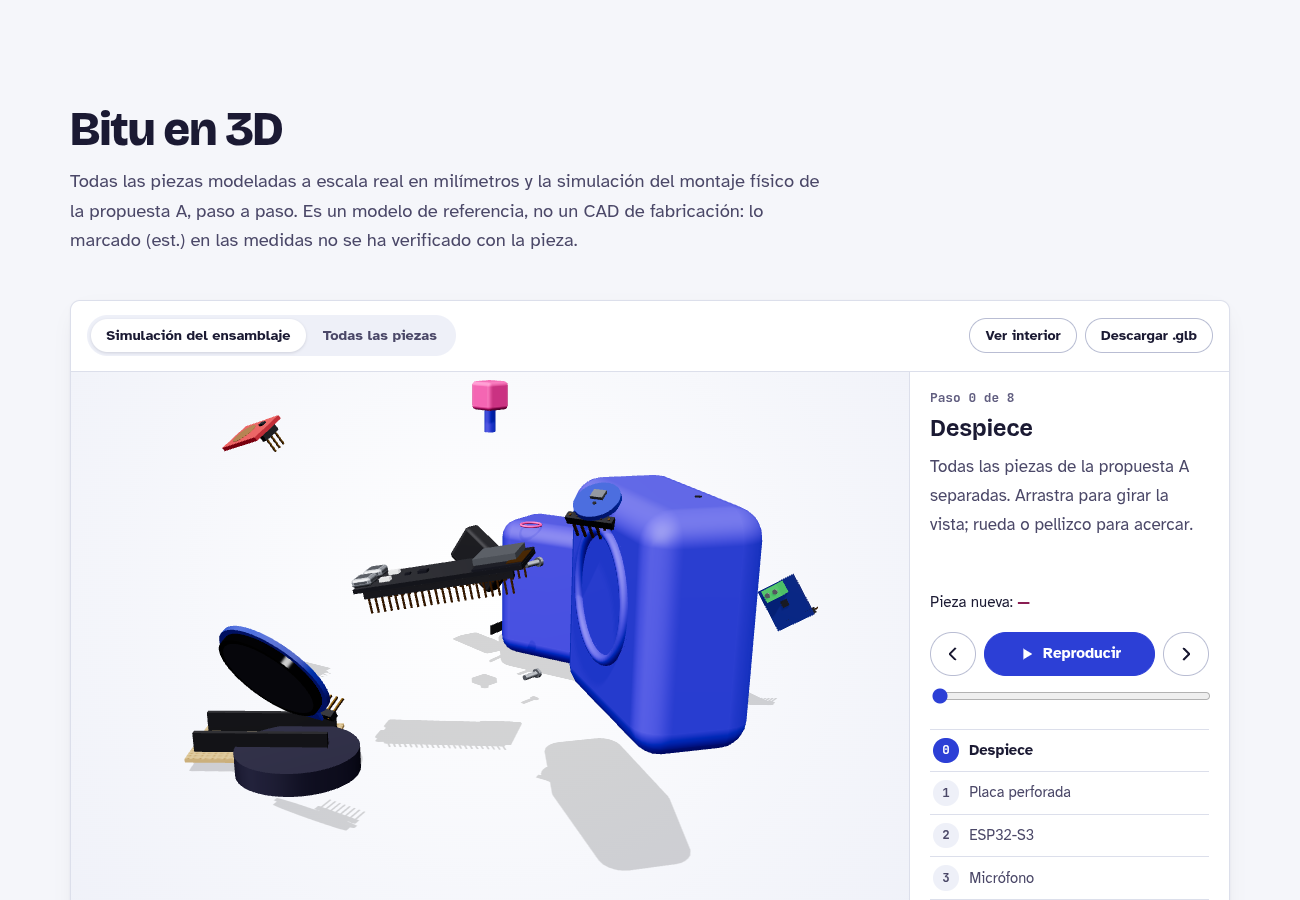 Bitu en 3D
Todas las piezas modeladas a escala real en milímetros y la simulación del montaje físico de
la propuesta A, paso a paso. Es un modelo de referencia, no un CAD de fabricación: lo
marcado (est.) en las medidas no se ha verificado con la pieza.
Simulación del ensamblaje
Todas las piezas
Ver interior
Descargar .glb
Paso 0 de 8
Despiece
Todas las piezas de la propuesta A
separadas. Arrastra para girar la
vista; rueda o pellizco para acercar.
Pieza nueva: —
Reproducir
0 Despiece
1 Placa perforada
2 ESP32-S3
3 Micrófono